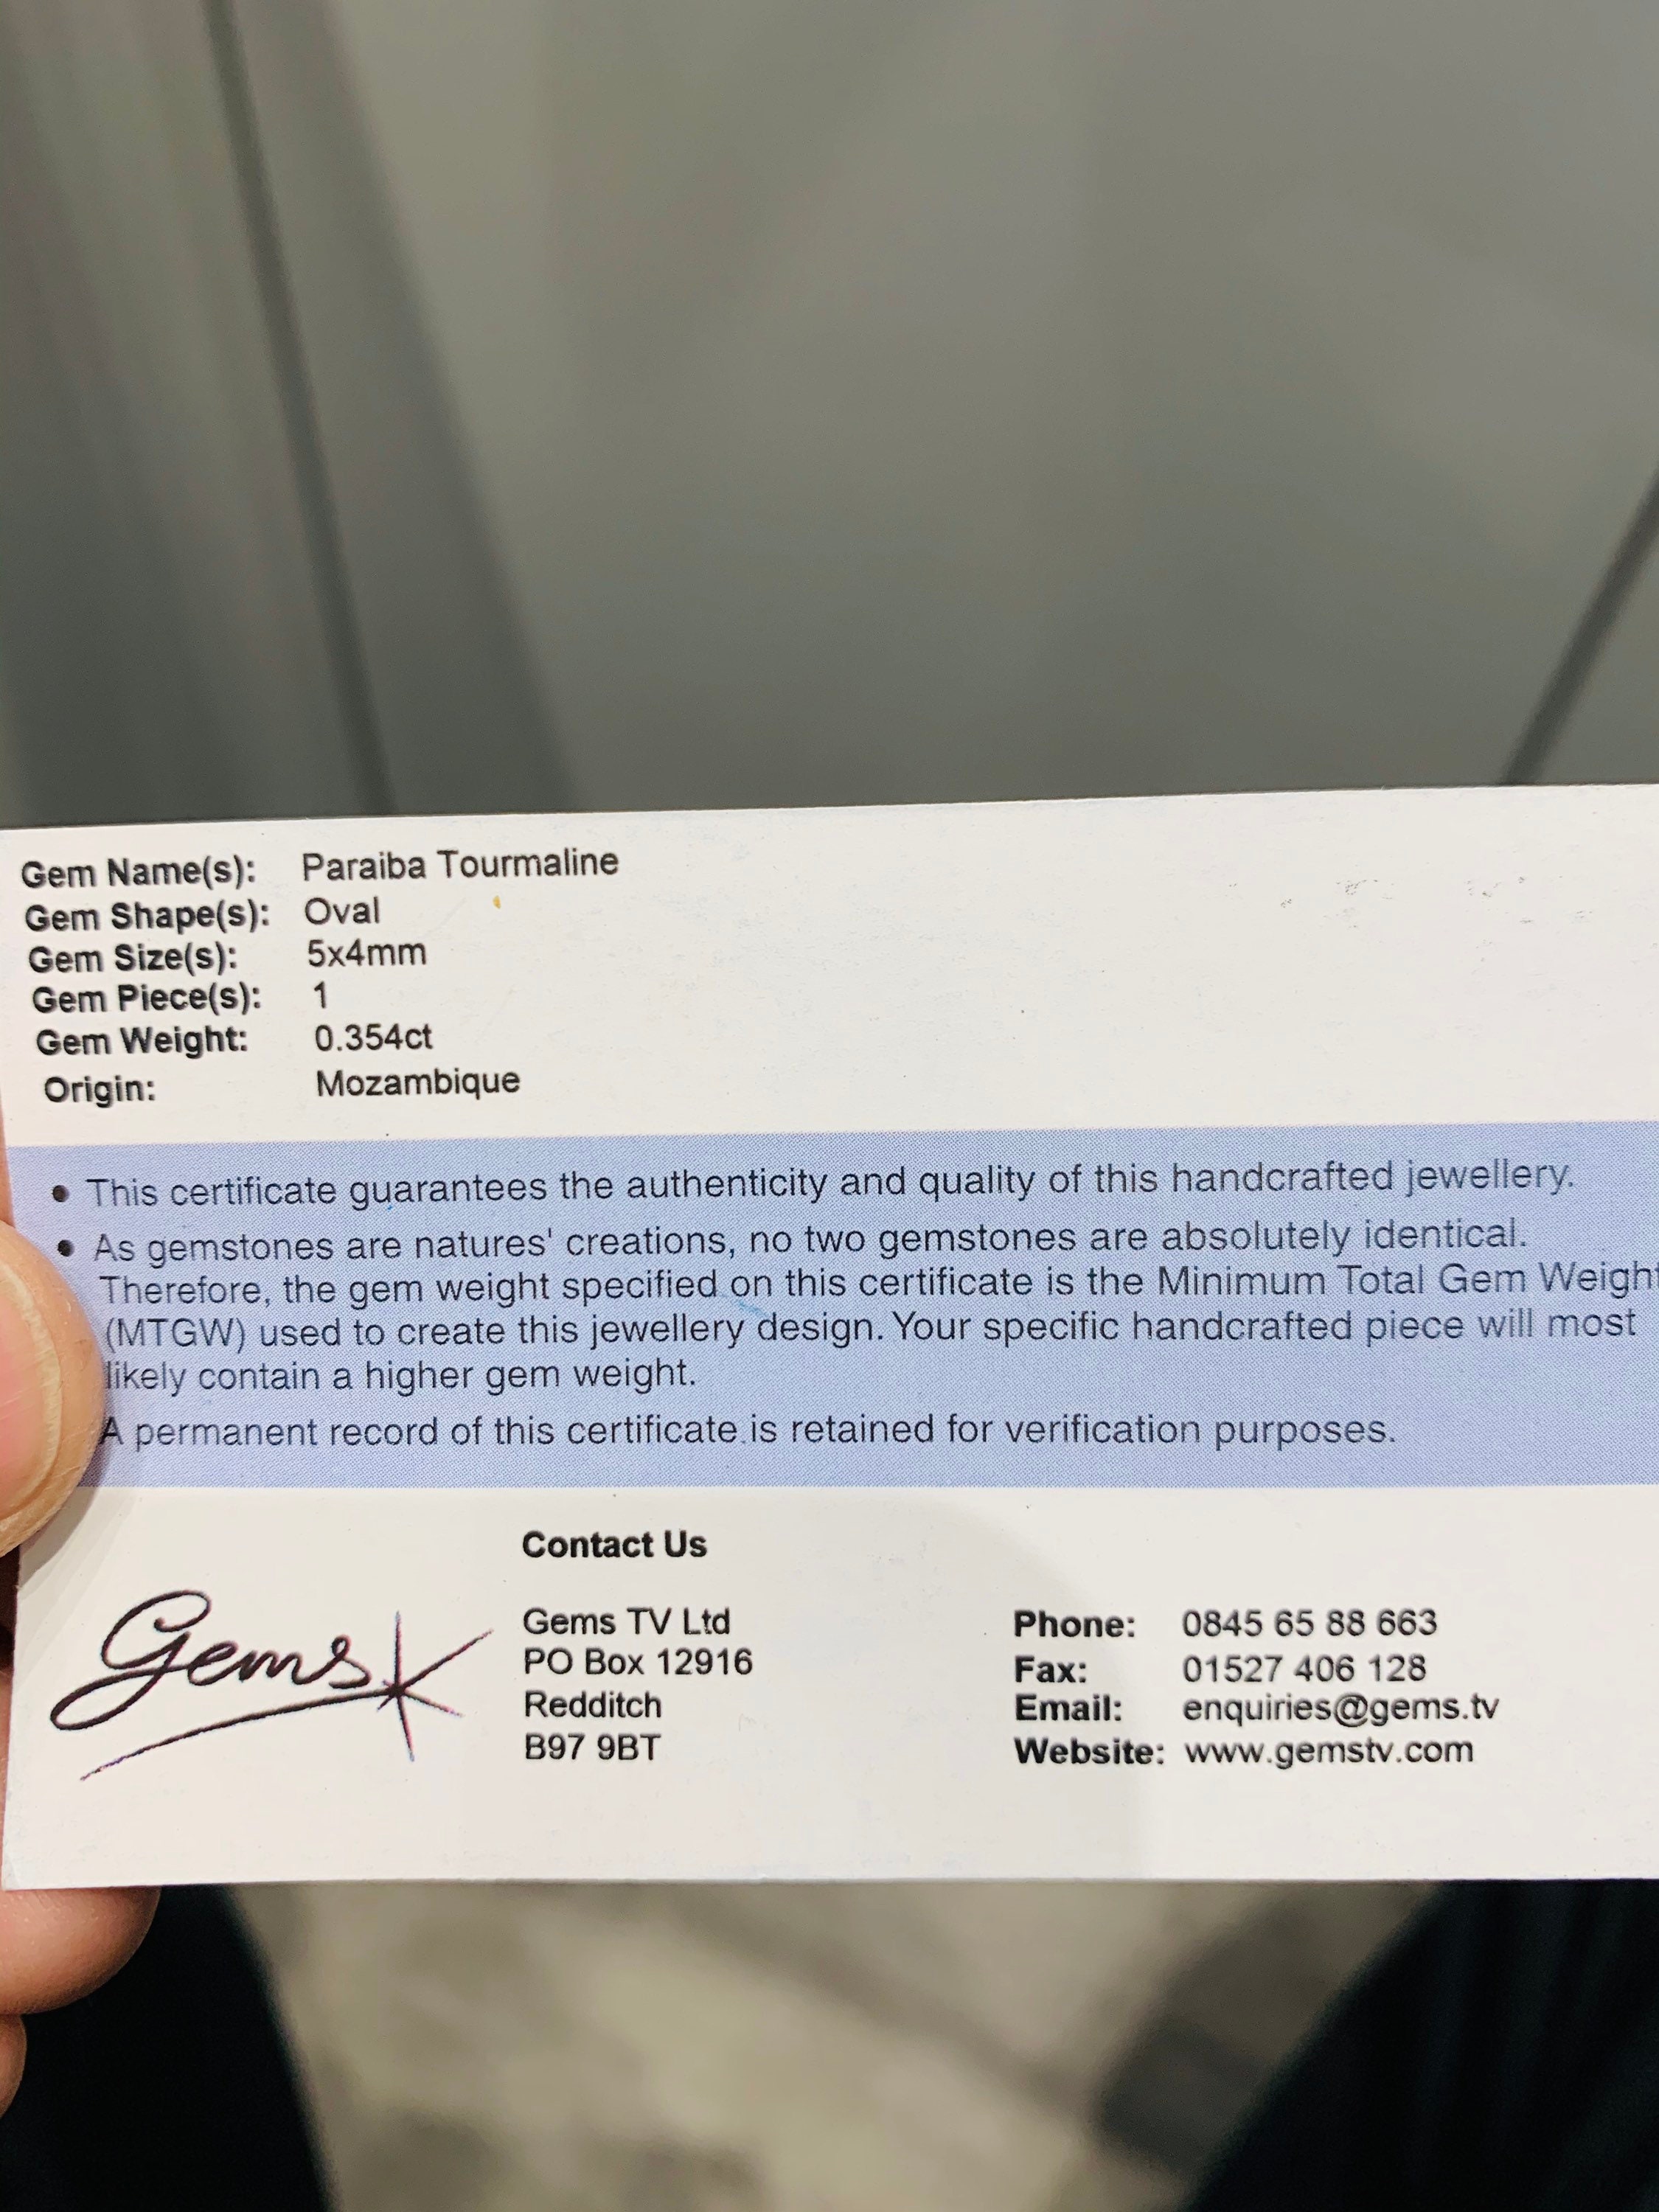 Gem Name(s): Paraiba Tourmaline
Gem Shape(s): Oval
Gem Size(s): 5x4mm
Gem Piece(s): 1
Gem Weight: 0.354ct
Origin: Mozambique
• This certificate guarantees the authenticity and quality of this handcrafted jewellery.
• As gemstones are natures' creations, no two gemstones are absolutely identical.
Therefore, the gem weight specified on this certificate is the Minimum Total Gem Weight
(MTGW) used to create this jewellery design. Your specific handcrafted piece will most
likely contain a higher gem weight.
A permanent record of this certificate is retained for verification purposes.
Gems
Contact Us
Gems TV Ltd
PO Box 12916
Redditch
B97 9BT
Phone: 0845 65 88 663
Fax: 01527 406 128
Email: enquiries@gems.tv
Website: www.gemstv.com